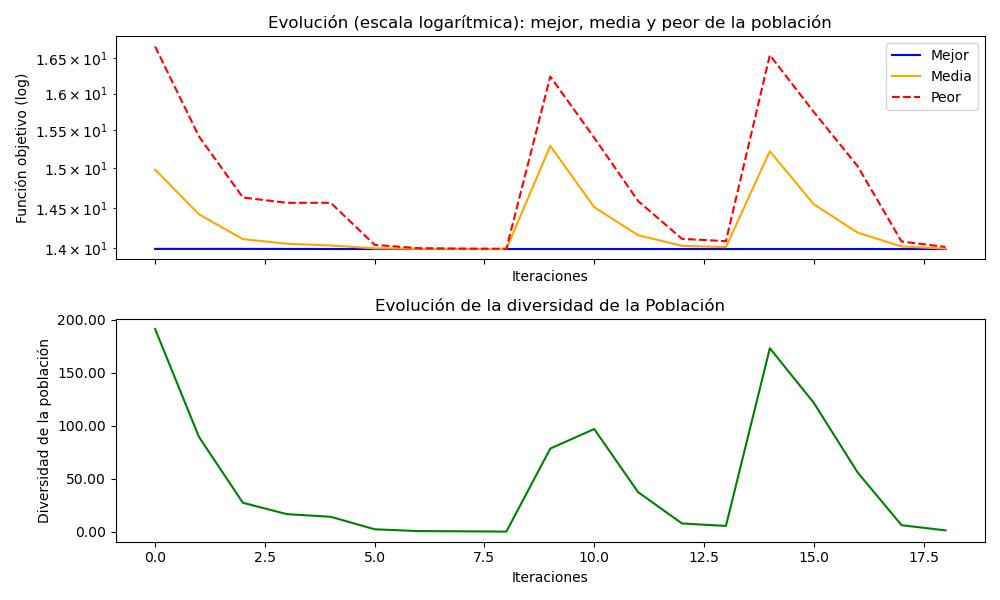 Evolución (escala logarítmica): mejor, media y peor de la población
Función objetivo (log)
1.65 × 10¹
1.6 × 10¹
1.55 × 10¹
1.5 × 10¹
1.45 × 10¹
1.4 × 10¹
Mejor
Media
Peor
Iteraciones
Evolución de la diversidad de la Población
Diversidad de la población
200.00
150.00
100.00
50.00
0.00
0.0 2.5 5.0 7.5 10.0 12.5 15.0 17.5
Iteraciones